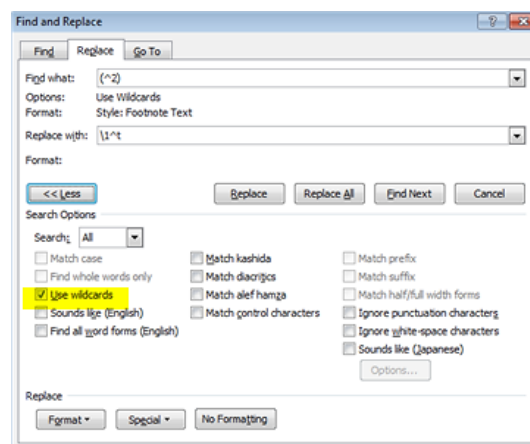 Find and Replace
Find Replace Go To
Find what: (^2)
Options: Use Wildcards
Format: Style: Footnote Text
Replace with: \1^t
Format:
<< Less Replace Replace All Find Next Cancel
Search Options
Search: All
Match case Match kashida Match prefix
Find whole words only Match diacritics Match suffix
Use wildcards Match alef hamza Match half/full width forms
Sounds like (English) Match control characters Ignore punctuation characters
Find all word forms (English) Ignore white-space characters
Sounds like (Japanese)
Options...
Replace
Format Special No Formatting